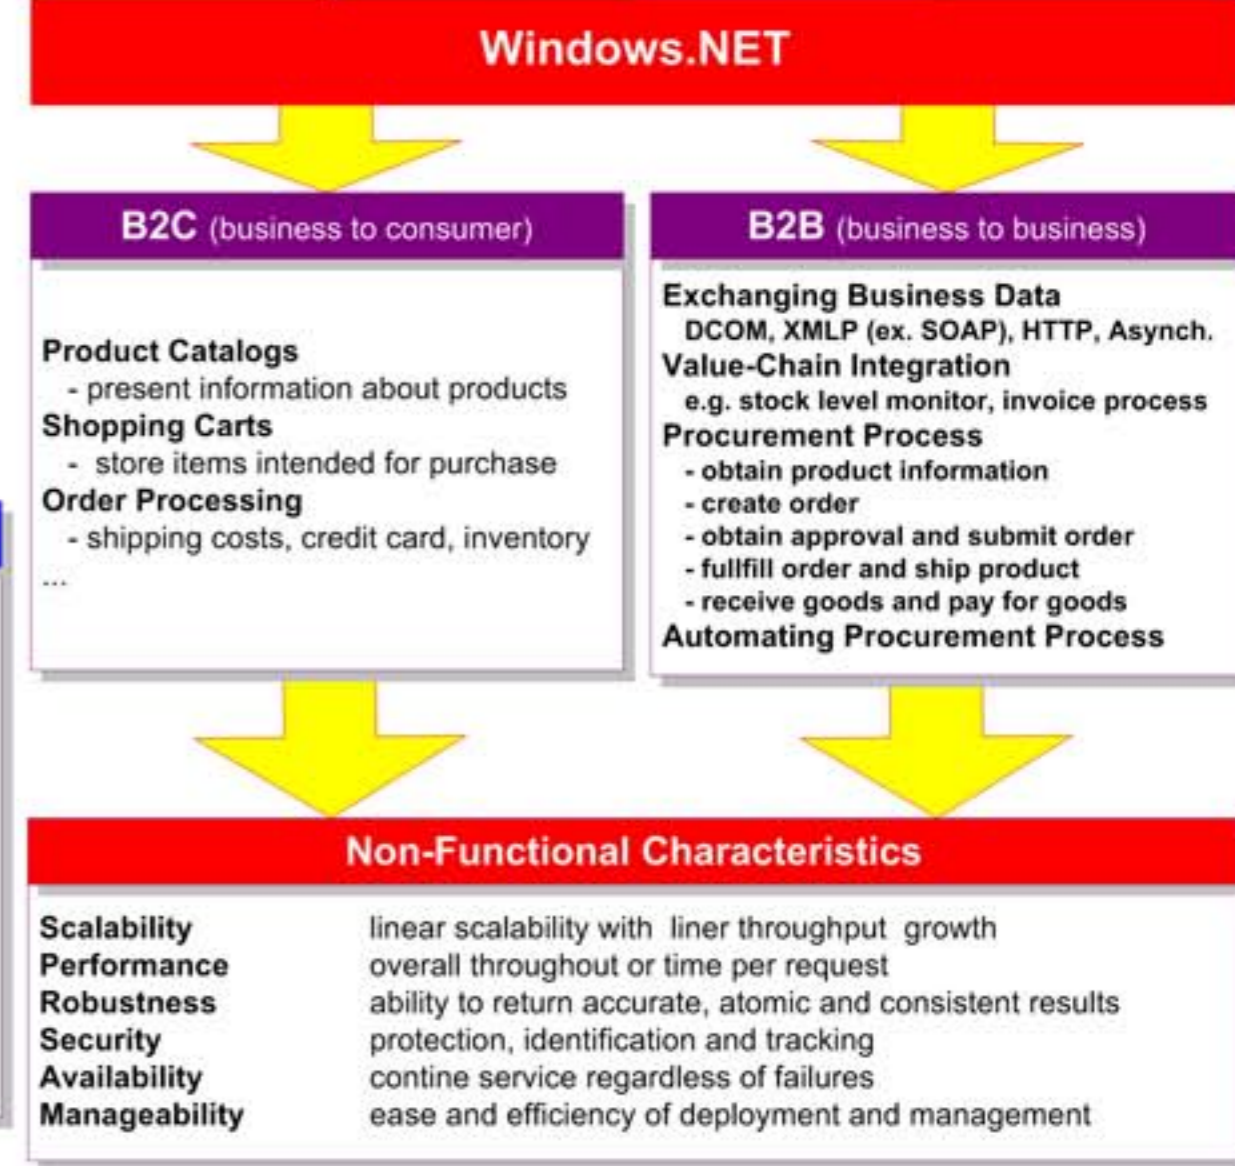 Windows.NET
B2C (business to consumer)
Product Catalogs
- present information about products
Shopping Carts
- store items intended for purchase
Order Processing
- shipping costs, credit card, inventory
...
B2B (business to business)
Exchanging Business Data
DCOM, XMLP (ex. SOAP), HTTP, Asynch.
Value-Chain Integration
e.g. stock level monitor, invoice process
Procurement Process
- obtain product information
- create order
- obtain approval and submit order
- fullfill order and ship product
- receive goods and pay for goods
Automating Procurement Process
Non-Functional Characteristics
Scalability linear scalability with liner throughput growth
Performance overall throughout or time per request
Robustness ability to return accurate, atomic and consistent results
Security protection, identification and tracking
Availability contine service regardless of failures
Manageability ease and efficiency of deployment and management